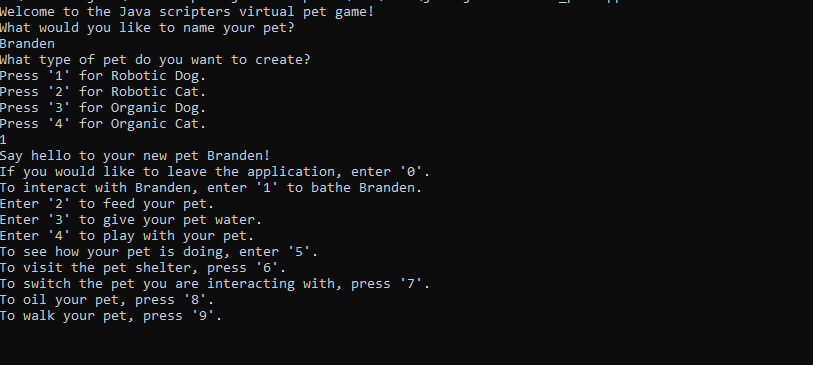 Welcome to the Java scripters virtual pet game!
What would you like to name your pet?
Branden
What type of pet do you want to create?
Press '1' for Robotic Dog.
Press '2' for Robotic Cat.
Press '3' for Organic Dog.
Press '4' for Organic Cat.
1
Say hello to your new pet Branden!
If you would like to leave the application, enter '0'.
To interact with Branden, enter '1' to bathe Branden.
Enter '2' to feed your pet.
Enter '3' to give your pet water.
Enter '4' to play with your pet.
To see how your pet is doing, enter '5'.
To visit the pet shelter, press '6'.
To switch the pet you are interacting with, press '7'.
To oil your pet, press '8'.
To walk your pet, press '9'.